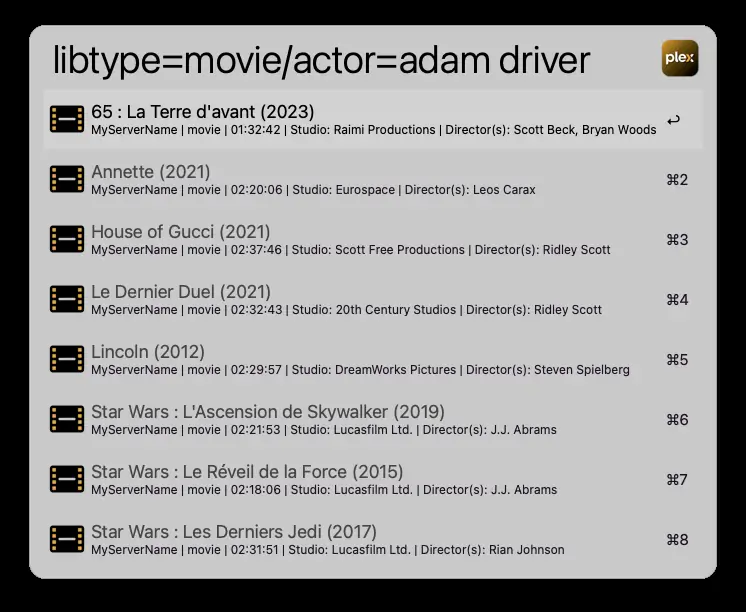 libtype=movie/actor=adam driver
plex
65 : La Terre d'avant (2023)
MyServerName | movie | 01:32:42 | Studio: Raimi Productions | Director(s): Scott Beck, Bryan Woods
↩
Annette (2021)
MyServerName | movie | 02:20:06 | Studio: Eurospace | Director(s): Leos Carax
⌘2
House of Gucci (2021)
MyServerName | movie | 02:37:46 | Studio: Scott Free Productions | Director(s): Ridley Scott
⌘3
Le Dernier Duel (2021)
MyServerName | movie | 02:32:43 | Studio: 20th Century Studios | Director(s): Ridley Scott
⌘4
Lincoln (2012)
MyServerName | movie | 02:29:57 | Studio: DreamWorks Pictures | Director(s): Steven Spielberg
⌘5
Star Wars : L'Ascension de Skywalker (2019)
MyServerName | movie | 02:21:53 | Studio: Lucasfilm Ltd. | Director(s): J.J. Abrams
⌘6
Star Wars : Le Réveil de la Force (2015)
MyServerName | movie | 02:18:06 | Studio: Lucasfilm Ltd. | Director(s): J.J. Abrams
⌘7
Star Wars : Les Derniers Jedi (2017)
MyServerName | movie | 02:31:51 | Studio: Lucasfilm Ltd. | Director(s): Rian Johnson
⌘8